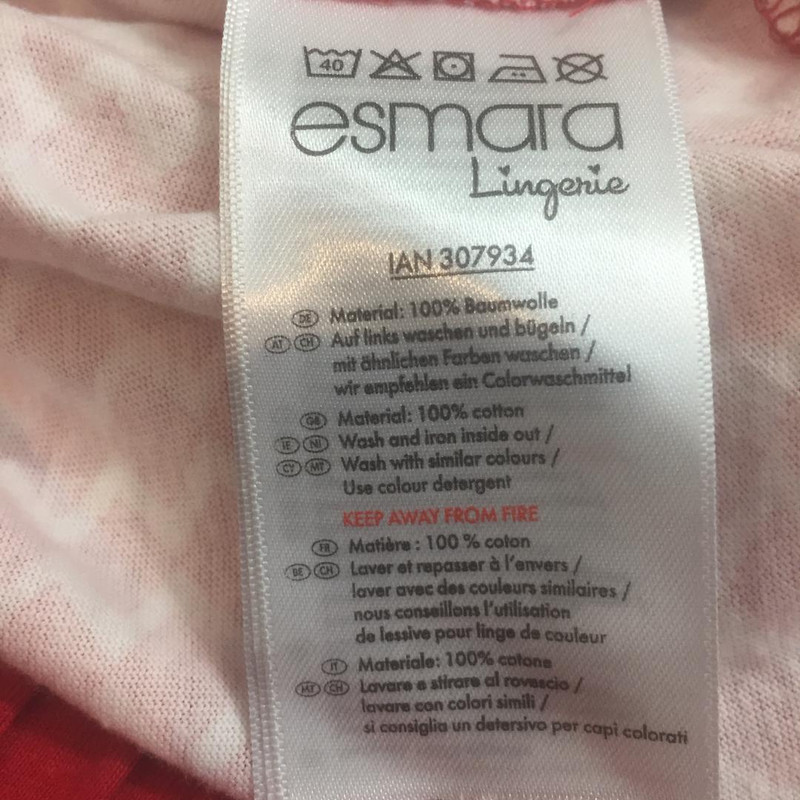 40
esmara
Lingerie
IAN 307934
DE Material: 100% Baumwolle
AT CH Auf links waschen und bügeln /
mit ähnlichen Farben waschen /
wir empfehlen ein Colorwaschmittel
GB Material: 100% cotton
IE NI Wash and iron inside out /
CY MT Wash with similar colours /
Use colour detergent
KEEP AWAY FROM FIRE
FR Matière : 100 % coton
BE CH Laver et repasser à l'envers /
laver avec des couleurs similaires /
nous conseillons l'utilisation
de lessive pour linge de couleur
IT Materiale: 100% cotone
MT CH Lavare e stirare al rovescio /
lavare con colori simili /
si consiglia un detersivo per capi colorati